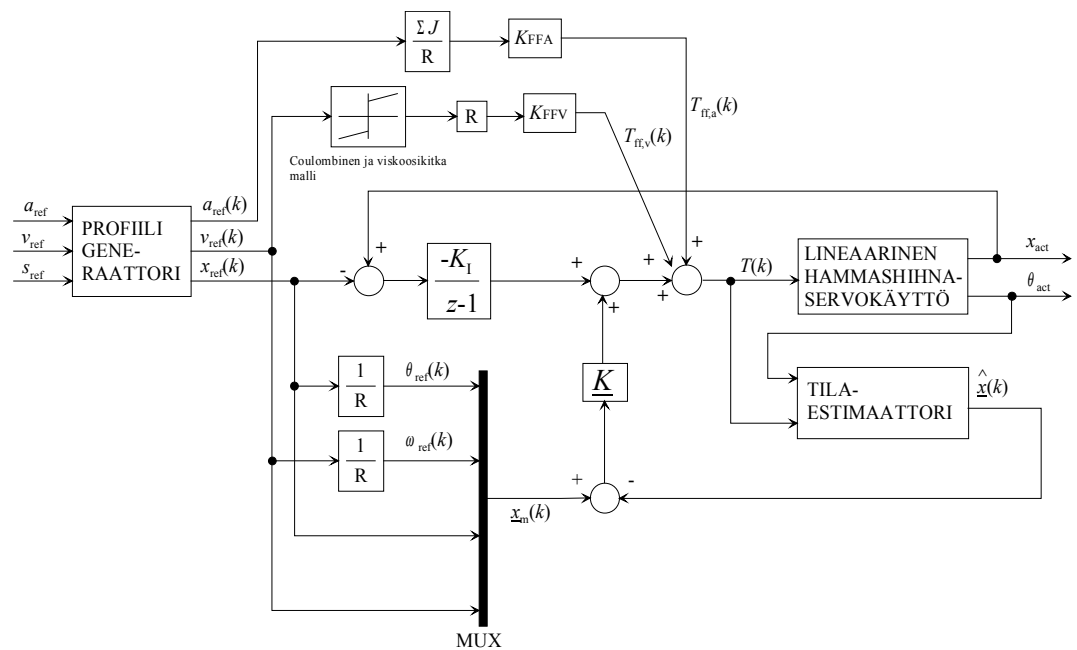 Σ J
R
KFFA
Tff,a(k)
R
KFFV
Tff,v(k)
Coulombinen ja viskoosikitka
malli
aref
vref
sref
PROFIILI
GENE-
RAATTORI
aref(k)
vref(k)
xref(k)
+
-
-KI
z-1
+
+
+
+
+
T(k)
LINEAARINEN
HAMMASHIHNA-
SERVOKÄYTTÖ
xact
θact
1
R
θref(k)
K
TILA-
ESTIMAATTORI
x̂(k)
1
R
ωref(k)
+
-
xm(k)
MUX